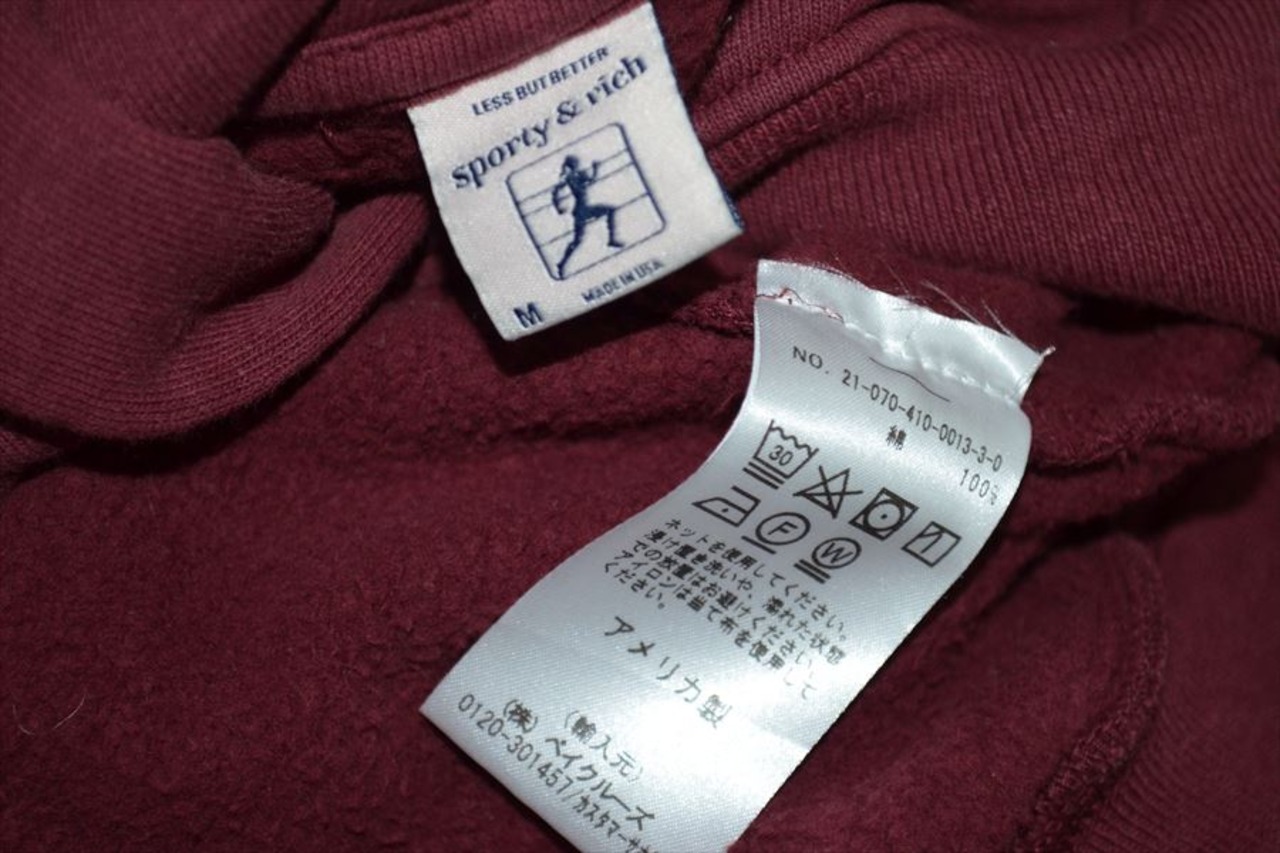 LESS BUT BETTER
sporty & rich
M
MADE IN USA
NO. 21-070-410-0013-3-0
綿 100%
30
F W
ネットを使用してください。
浸け置き洗いや、濡れた状態
での放置はお避けください。
アイロンは当て布を使用して
ください。
アメリカ製
(輸入元)
(株) ベイクルーズ
0120-301457/カスタマーサ